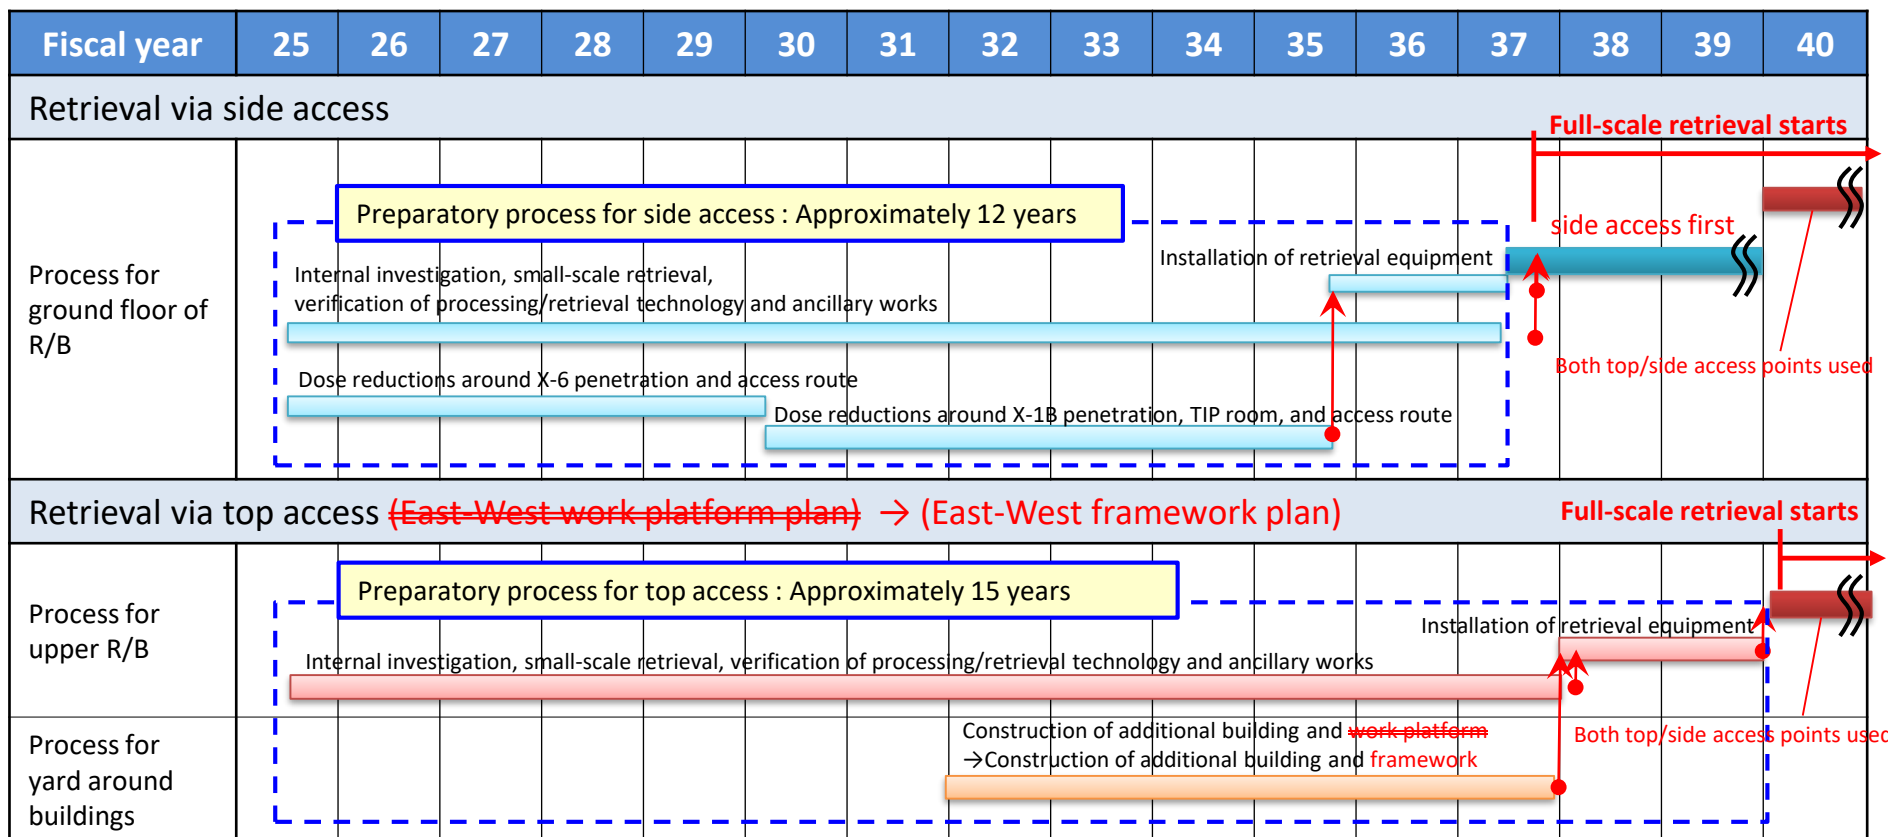 Fiscal year 25 26 27 28 29 30 31 32 33 34 35 36 37 38 39 40
Retrieval via side access
Full-scale retrieval starts
Preparatory process for side access : Approximately 12 years
side access first
Process for
ground floor of
R/B
Installation of retrieval equipment
Internal investigation, small-scale retrieval,
verification of processing/retrieval technology and ancillary works
Both top/side access points used
Dose reductions around X-6 penetration and access route
Dose reductions around X-1B penetration, TIP room, and access route
Retrieval via top access (East-West work platform plan) → (East-West framework plan)
Full-scale retrieval starts
Preparatory process for top access : Approximately 15 years
Process for
upper R/B
Installation of retrieval equipment
Internal investigation, small-scale retrieval, verification of processing/retrieval technology and ancillary works
Process for
yard around
buildings
Construction of additional building and work platform
→Construction of additional building and framework
Both top/side access points used